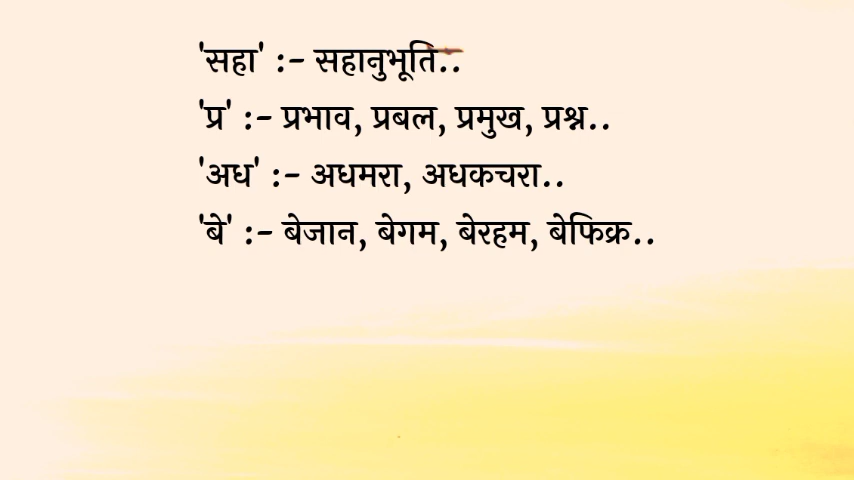 'सहा' :- सहानुभूति..
'प्र' :- प्रभाव, प्रबल, प्रमुख, प्रश्न..
'अध' :- अधमरा, अधकचरा..
'बे' :- बेजान, बेगम, बेरहम, बेफिक्र..